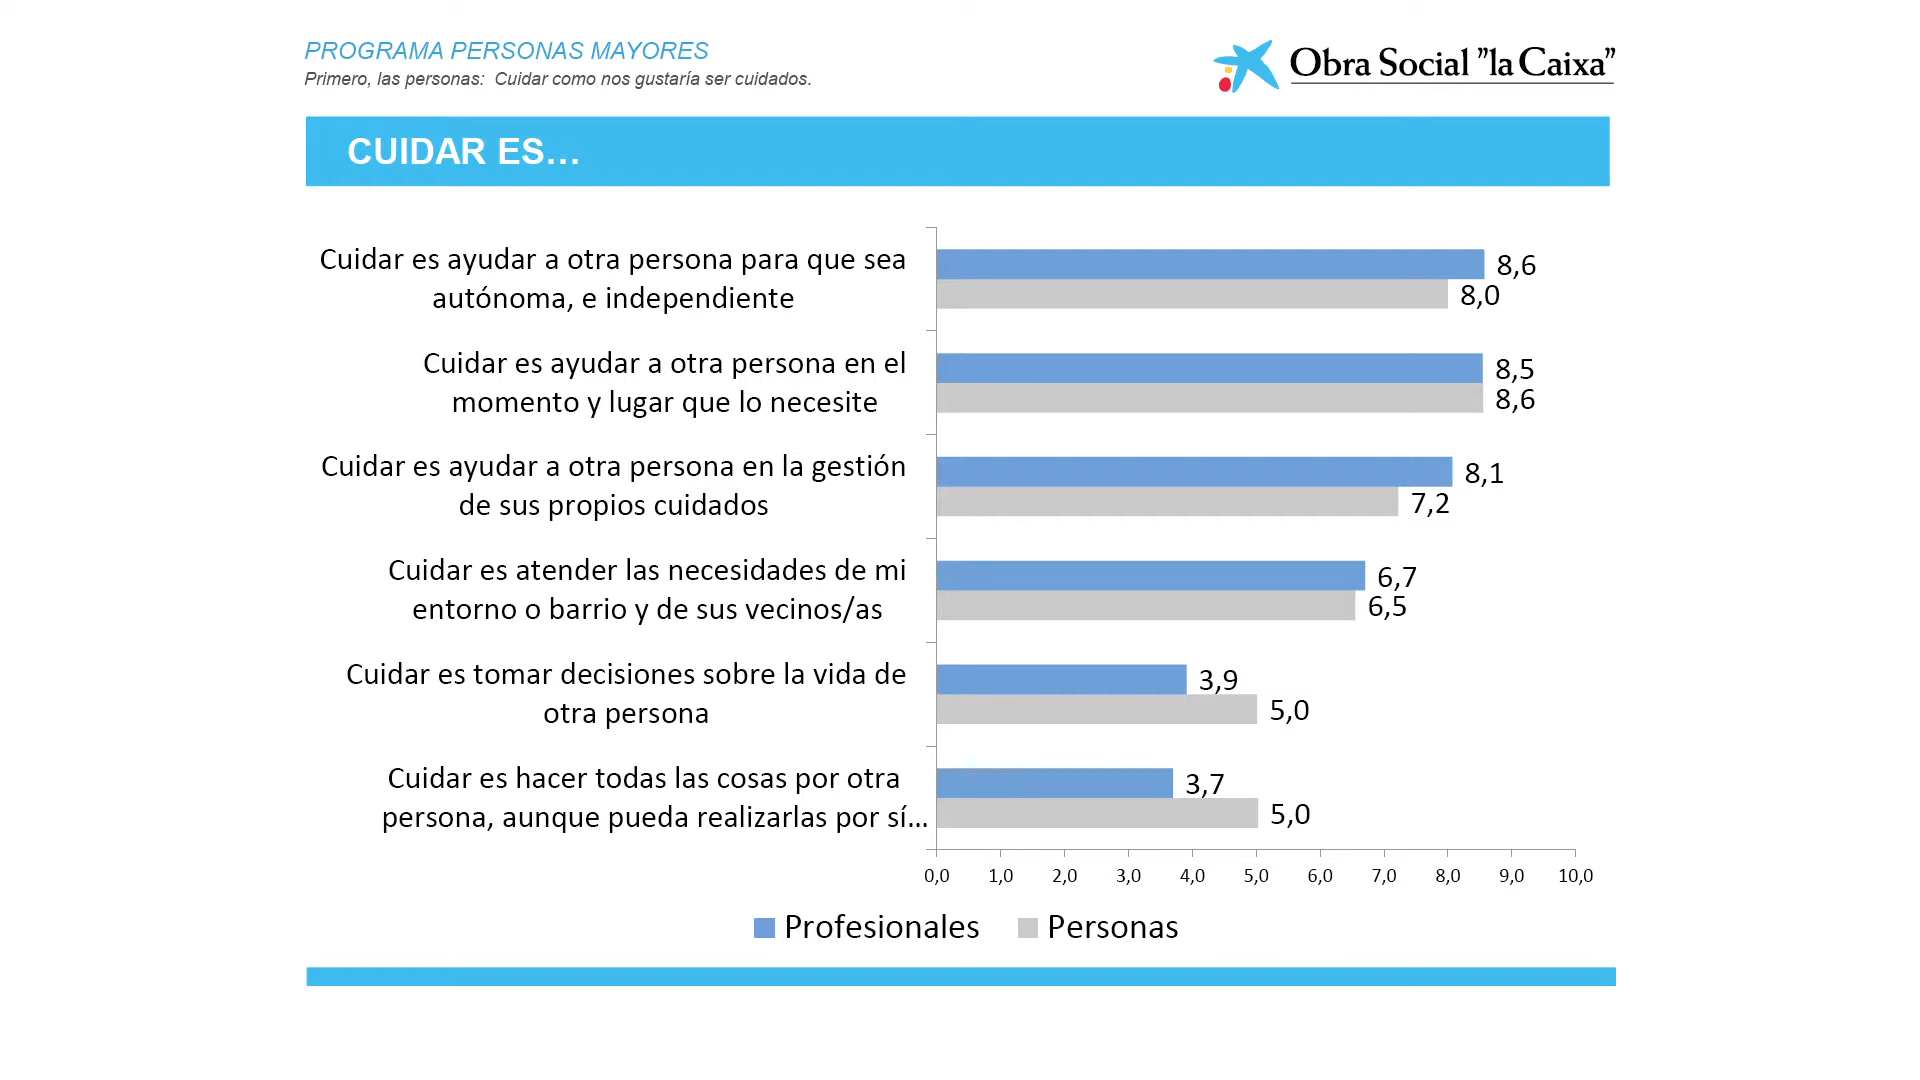 PROGRAMA PERSONAS MAYORES
Primero, las personas: Cuidar como nos gustaría ser cuidados.
Obra Social "la Caixa"
CUIDAR ES…
Cuidar es ayudar a otra persona para que sea
autónoma, e independiente
8,6
8,0
Cuidar es ayudar a otra persona en el
momento y lugar que lo necesite
8,5
8,6
Cuidar es ayudar a otra persona en la gestión
de sus propios cuidados
8,1
7,2
Cuidar es atender las necesidades de mi
entorno o barrio y de sus vecinos/as
6,7
6,5
Cuidar es tomar decisiones sobre la vida de
otra persona
3,9
5,0
Cuidar es hacer todas las cosas por otra
persona, aunque pueda realizarlas por sí…
3,7
5,0
0,0 1,0 2,0 3,0 4,0 5,0 6,0 7,0 8,0 9,0 10,0
Profesionales Personas